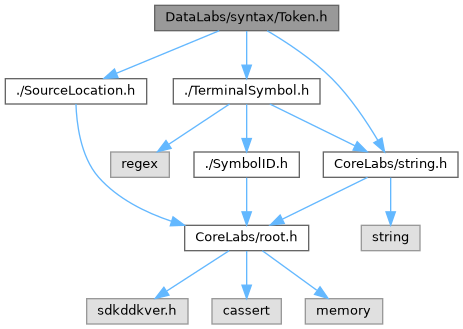 DataLabs/syntax/Token.h
./SourceLocation.h
./TerminalSymbol.h
regex
./SymbolID.h
CoreLabs/string.h
CoreLabs/root.h
string
sdkddkver.h
cassert
memory